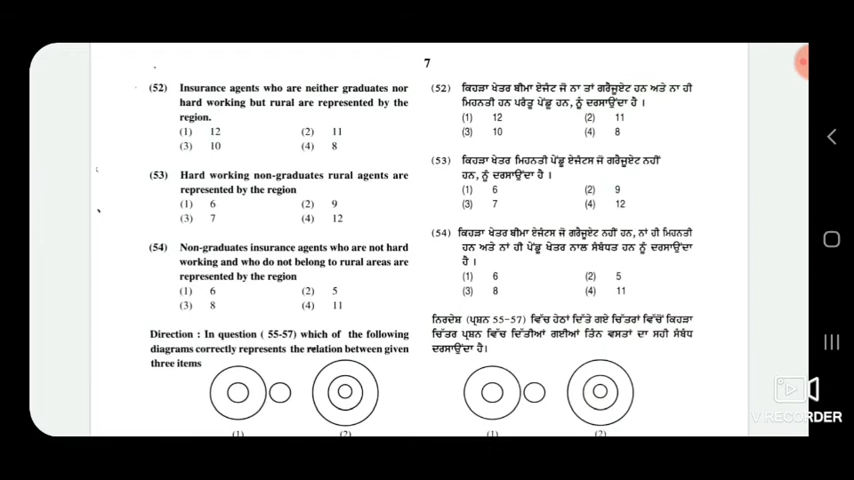 7
(52) Insurance agents who are neither graduates nor
hard working but rural are represented by the
region.
(1) 12 (2) 11
(3) 10 (4) 8
(53) Hard working non-graduates rural agents are
represented by the region
(1) 6 (2) 9
(3) 7 (4) 12
(54) Non-graduates insurance agents who are not hard
working and who do not belong to rural areas are
represented by the region
(1) 6 (2) 5
(3) 8 (4) 11
Direction : In question ( 55-57) which of the following
diagrams correctly represents the relation between given
three items
(1) (2)
(52) ਕਿਹੜਾ ਖੇਤਰ ਬੀਮਾ ਏਜੰਟ ਜੋ ਨਾ ਤਾਂ ਗਰੈਜੂਏਟ ਹਨ ਅਤੇ ਨਾ ਹੀ
ਮਿਹਨਤੀ ਹਨ ਪਰੰਤੂ ਪੇਂਡੂ ਹਨ, ਨੂੰ ਦਰਸਾਉਂਦਾ ਹੈ ।
(1) 12 (2) 11
(3) 10 (4) 8
(53) ਕਿਹੜਾ ਖੇਤਰ ਮਿਹਨਤੀ ਪੇਂਡੂ ਏਜੰਟਸ ਜੋ ਗਰੈਜੂਏਟ ਨਹੀਂ
ਹਨ, ਨੂੰ ਦਰਸਾਉਂਦਾ ਹੈ ।
(1) 6 (2) 9
(3) 7 (4) 12
(54) ਕਿਹੜਾ ਖੇਤਰ ਬੀਮਾ ਏਜੰਸ ਜੋ ਗਰੈਜੂਏਟ ਨਹੀਂ ਹਨ, ਨਾਂ ਹੀ ਮਿਹਨਤੀ
ਹਨ ਅਤੇ ਨਾਂ ਹੀ ਪੇਂਡੂ ਖੇਤਰ ਨਾਲ ਸੰਬੰਧਤ ਹਨ ਨੂੰ ਦਰਸਾਉਂਦਾ
ਹੈ ।
(1) 6 (2) 5
(3) 8 (4) 11
ਨਿਰਦੇਸ਼ (ਪ੍ਰਸ਼ਨ 55-57) ਵਿੱਚ ਹੇਠਾਂ ਦਿੱਤੇ ਗਏ ਚਿੱਤਰਾਂ ਵਿੱਚੋਂ ਕਿਹੜਾ
ਚਿੱਤਰ ਪ੍ਰਸ਼ਨ ਵਿੱਚ ਦਿੱਤੀਆਂ ਗਈਆਂ ਤਿੰਨ ਵਸਤਾਂ ਦਾ ਸਹੀ ਸੰਬੰਧ
ਦਰਸਾਉਂਦਾ ਹੈ।
(1) (2)
V RECORDER